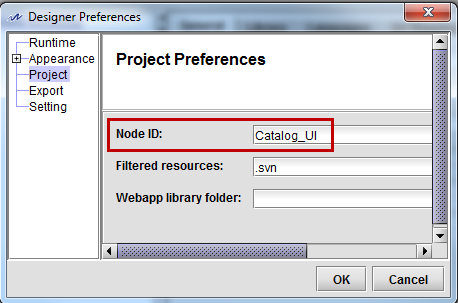 Designer Preferences
Runtime
Appearance
Project
Export
Setting
Project Preferences
Node ID: Catalog_UI
Filtered resources: .svn
Webapp library folder:
OK Cancel